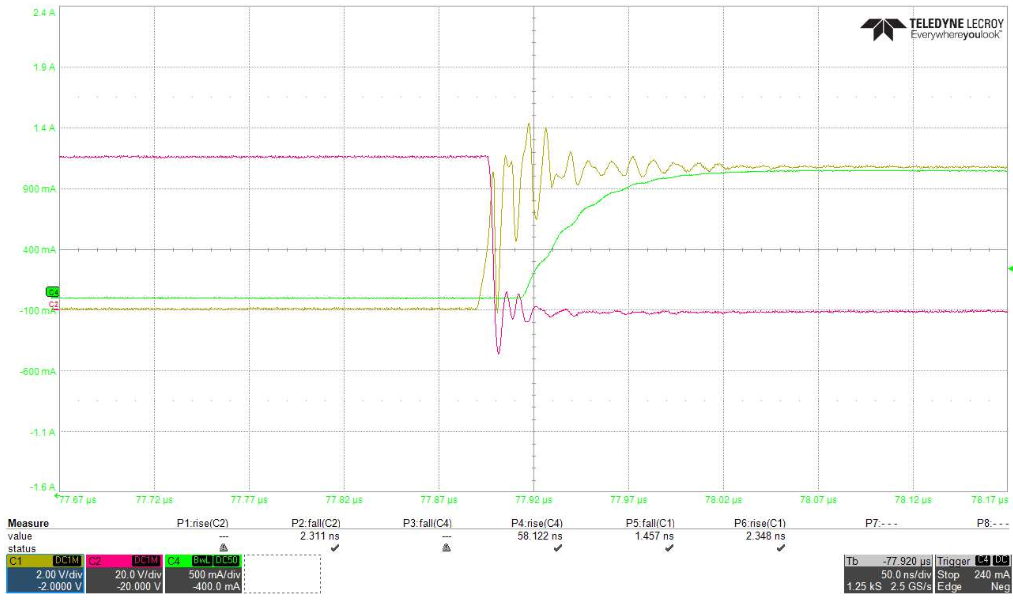 2.4 A
TELEDYNE LECROY
Everywhereyoulook™
1.9 A
1.4 A
900 mA
400 mA
C4
C2
-100 mA
-600 mA
-1.1 A
-1.6 A
77.67 µs 77.72 µs 77.77 µs 77.82 µs 77.87 µs 77.92 µs 77.97 µs 78.02 µs 78.07 µs 78.12 µs 78.17 µs
Measure P1:rise(C2) P2:fall(C2) P3:fall(C4) P4:rise(C4) P5:fall(C1) P6:rise(C1) P7:- - - P8:- - -
value --- 2.311 ns --- 58.122 ns 1.457 ns 2.348 ns
status
C1 DC1M C2 DC1M C4 BwL DC50 Tb -77.920 µs Trigger C4 DC
2.00 V/div 20.0 V/div 500 mA/div 50.0 ns/div Stop 240 mA
-2.0000 V -20.000 V -400.0 mA 1.25 kS 2.5 GS/s Edge Neg